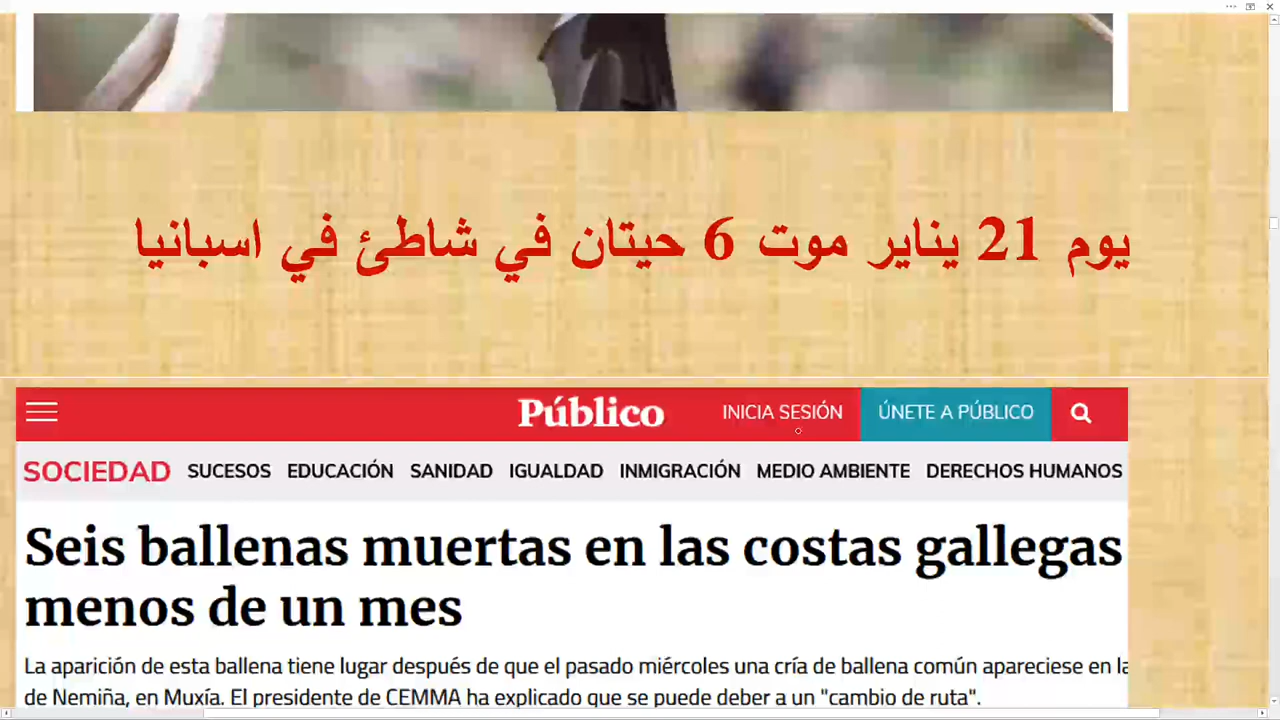 يوم 21 يناير موت 6 حيتان في شاطئ في اسبانيا
Público INICIA SESIÓN ÚNETE A PÚBLICO
SOCIEDAD SUCESOS EDUCACIÓN SANIDAD IGUALDAD INMIGRACIÓN MEDIO AMBIENTE DERECHOS HUMANOS
Seis ballenas muertas en las costas gallegas
menos de un mes
La aparición de esta ballena tiene lugar después de que el pasado miércoles una cría de ballena común apareciese en la
de Nemiña, en Muxía. El presidente de CEMMA ha explicado que se puede deber a un "cambio de ruta".